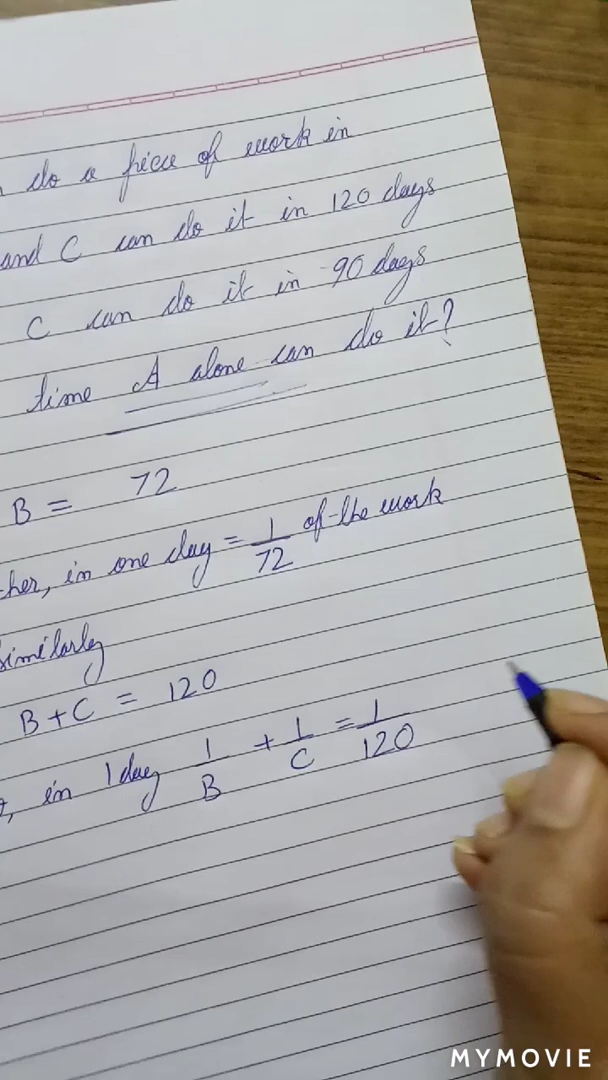 do a piece of work in
and C can do it in 120 days
C can do it in 90 days
time A alone can do it?
B = 72
ther, in one day = 1/72 of the work
similarly
B + C = 120
, in 1 day 1/B + 1/C = 1/120
MYMOVIE